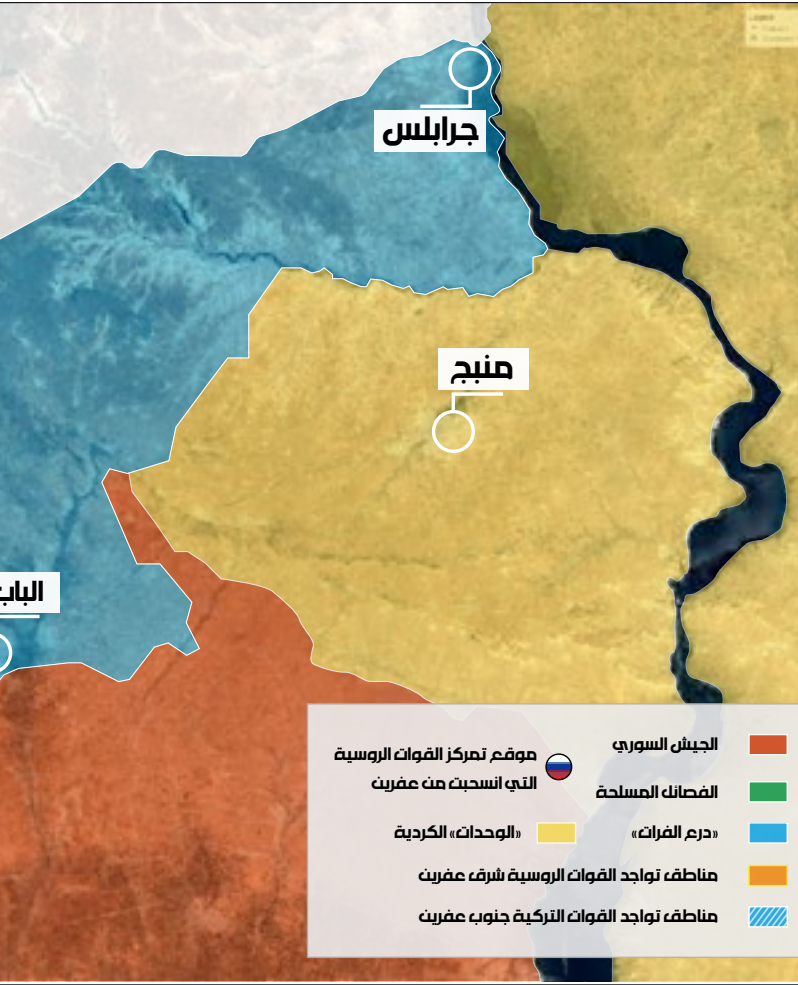 جرابلس
منبج
الباب
الجيش السوري
موقع تمركز القوات الروسية
التي انسحبت من عفرين
الفصائل المسلحة
«درع الفرات»
«الوحدات» الكردية
مناطق تواجد القوات الروسية شرق عفرين
مناطق تواجد القوات التركية جنوب عفرين